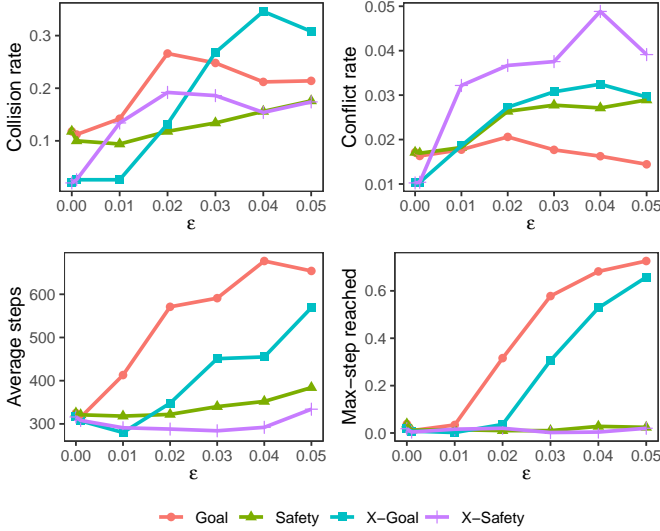 Collision rate
0.3
0.2
0.1
0.00 0.01 0.02 0.03 0.04 0.05
ε
Conflict rate
0.05
0.04
0.03
0.02
0.01
0.00 0.01 0.02 0.03 0.04 0.05
ε
Average steps
600
500
400
300
0.00 0.01 0.02 0.03 0.04 0.05
ε
Max−step reached
0.6
0.4
0.2
0.0
0.00 0.01 0.02 0.03 0.04 0.05
ε
Goal Safety X−Goal X−Safety